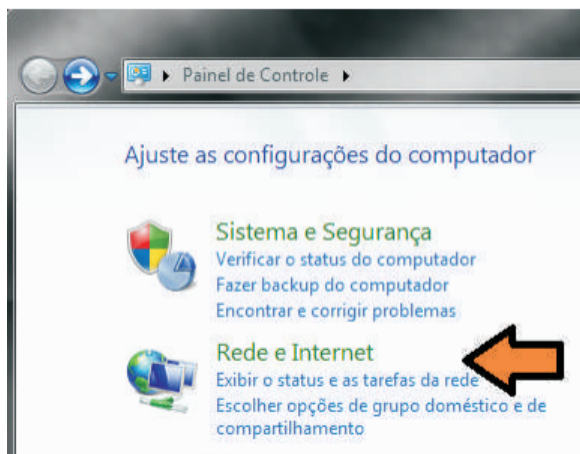 Painel de Controle
Ajuste as configurações do computador
Sistema e Segurança
Verificar o status do computador
Fazer backup do computador
Encontrar e corrigir problemas
Rede e Internet
Exibir o status e as tarefas da rede
Escolher opções de grupo doméstico e de
compartilhamento